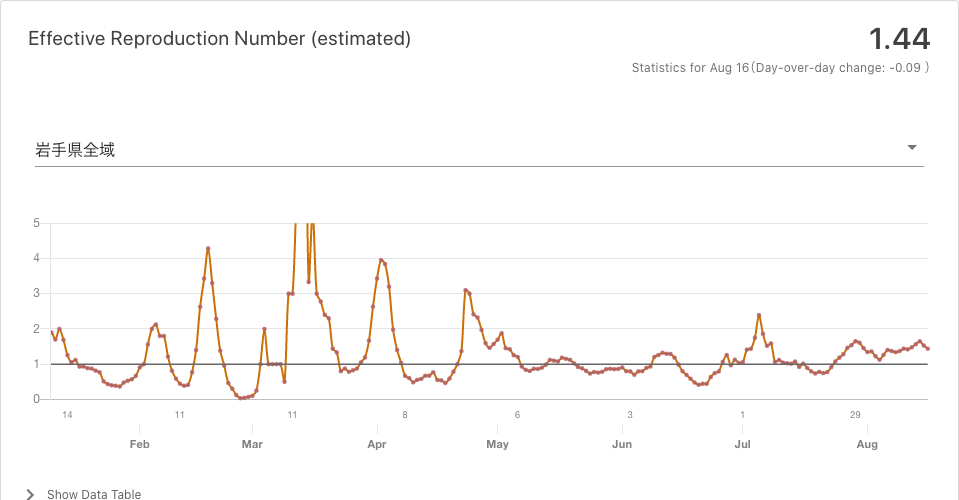 Effective Reproduction Number (estimated)
1.44
Statistics for Aug 16(Day-over-day change: -0.09 )
岩手県全域
5
4
3
2
1
0
14 11 11 8 6 3 1 29
Feb Mar Apr May Jun Jul Aug
Show Data Table